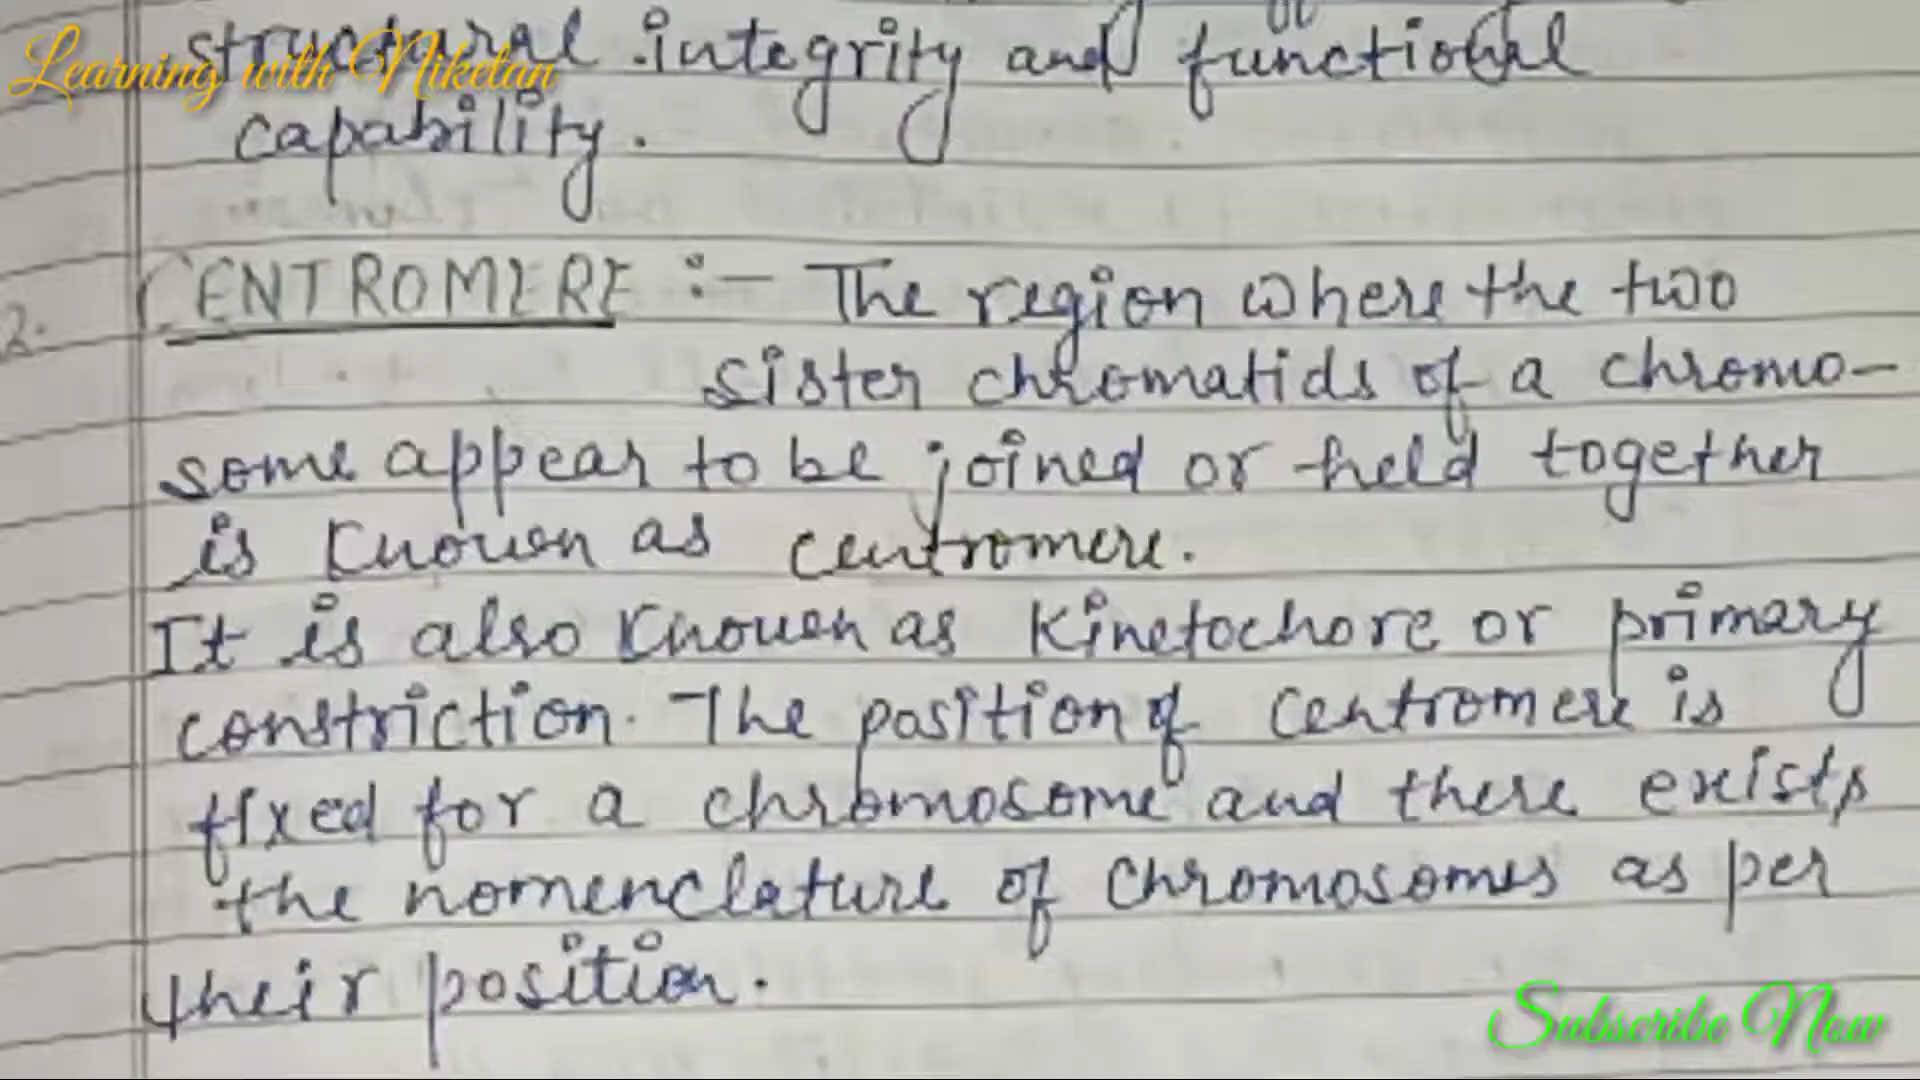 Learning with Niketan
structural integrity and functional
capability.
2. CENTROMERE :- The region where the two
sister chromatids of a chromo-
some appear to be joined or held together
is known as centromere.
It is also known as Kinetochore or primary
constriction. The position of centromere is
fixed for a chromosome and there exists
the nomenclature of chromosomes as per
their position.
Subscribe Now